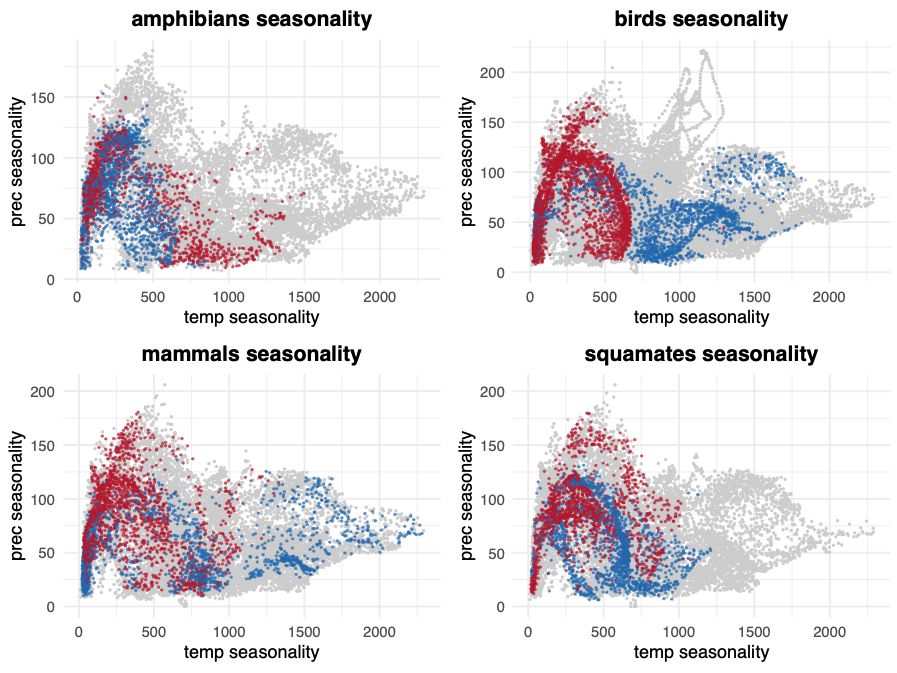 amphibians seasonality
prec seasonality
150
100
50
0
0 500 1000 1500 2000
temp seasonality
birds seasonality
prec seasonality
200
150
100
50
0
0 500 1000 1500 2000
temp seasonality
mammals seasonality
prec seasonality
200
150
100
50
0
0 500 1000 1500 2000
temp seasonality
squamates seasonality
prec seasonality
200
150
100
50
0
0 500 1000 1500 2000
temp seasonality